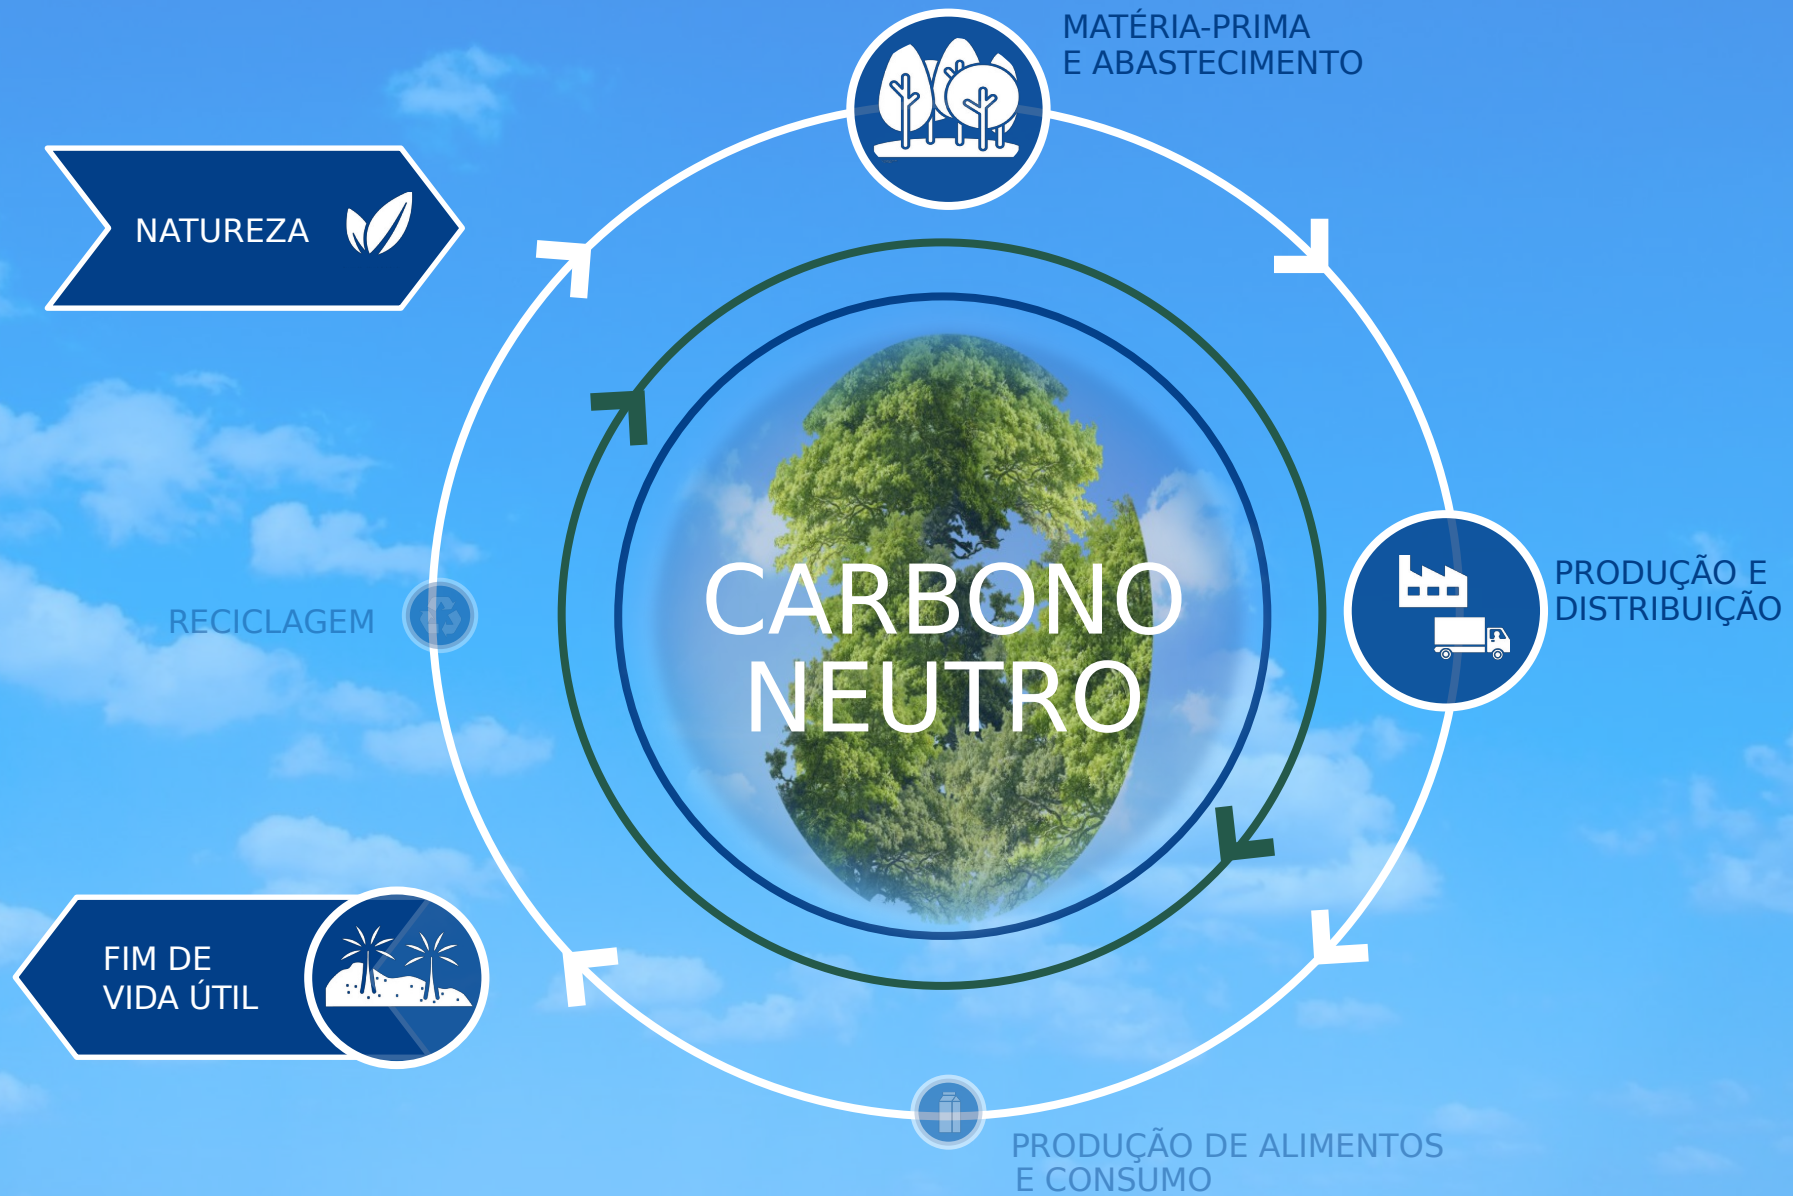 MATÉRIA-PRIMA
E ABASTECIMENTO
NATUREZA
PRODUÇÃO E
DISTRIBUIÇÃO
RECICLAGEM
CARBONO
NEUTRO
FIM DE
VIDA ÚTIL
PRODUÇÃO DE ALIMENTOS
E CONSUMO